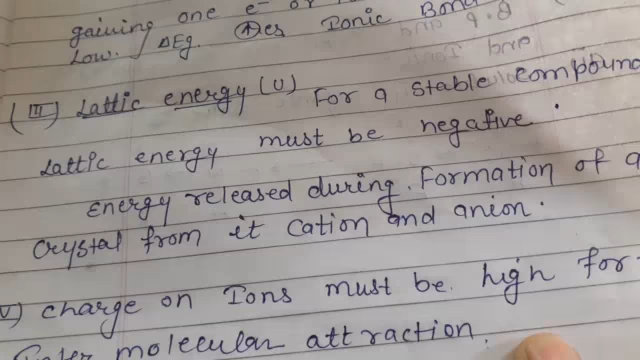 gaining one e⁻ or
Low. / ΔEg. ⊕es Ionic Bond
(III) Lattic energy (U) For a stable compound
Lattic energy must be negative.
Energy released during. Formation of a
crystal from it cation and anion.
) charge on Ions must be. high for
molecular attraction.